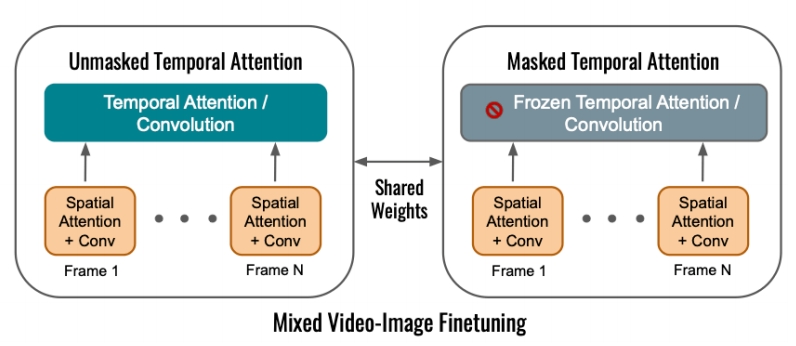 Unmasked Temporal Attention
Temporal Attention /
Convolution
Spatial
Attention
+ Conv
Frame 1
Spatial
Attention
+ Conv
Frame N
Shared
Weights
Masked Temporal Attention
Frozen Temporal Attention /
Convolution
Spatial
Attention
+ Conv
Frame 1
Spatial
Attention
+ Conv
Frame N
Mixed Video-Image Finetuning